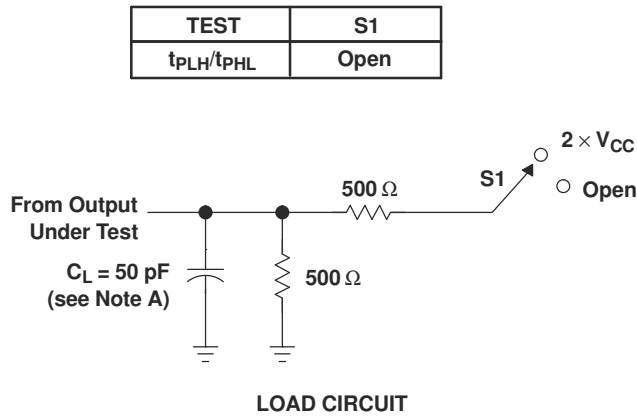 TEST S1
tPLH/tPHL Open
2 × VCC
S1
Open
500 Ω
From Output
Under Test
CL = 50 pF
(see Note A)
500 Ω
LOAD CIRCUIT